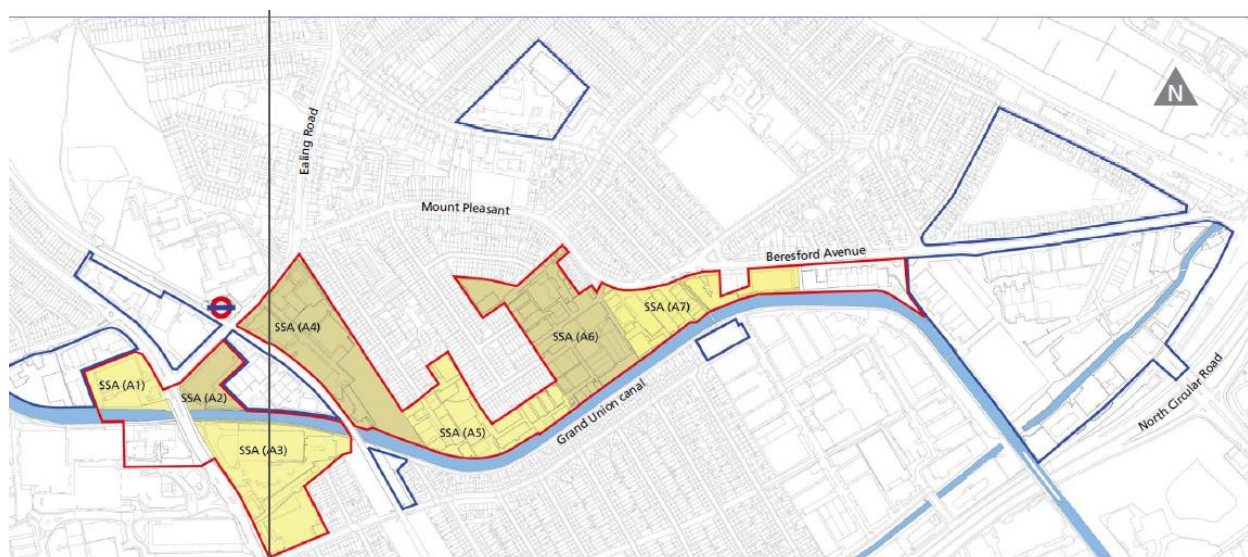 N
Ealing Road
Mount Pleasant
Beresford Avenue
SSA (A7)
SSA (A4)
SSA (A6)
SSA (A1)
SSA (A2)
North Circular Road
Grand Union canal
SSA (A5)
SSA (A3)